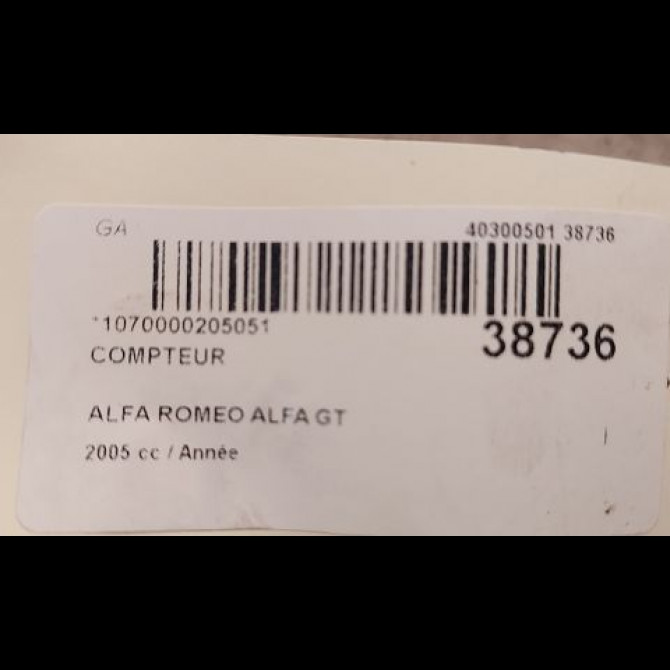 GA 40300501 38736
*1070000205051 38736
COMPTEUR
ALFA ROMEO ALFA GT
2005 cc / Année